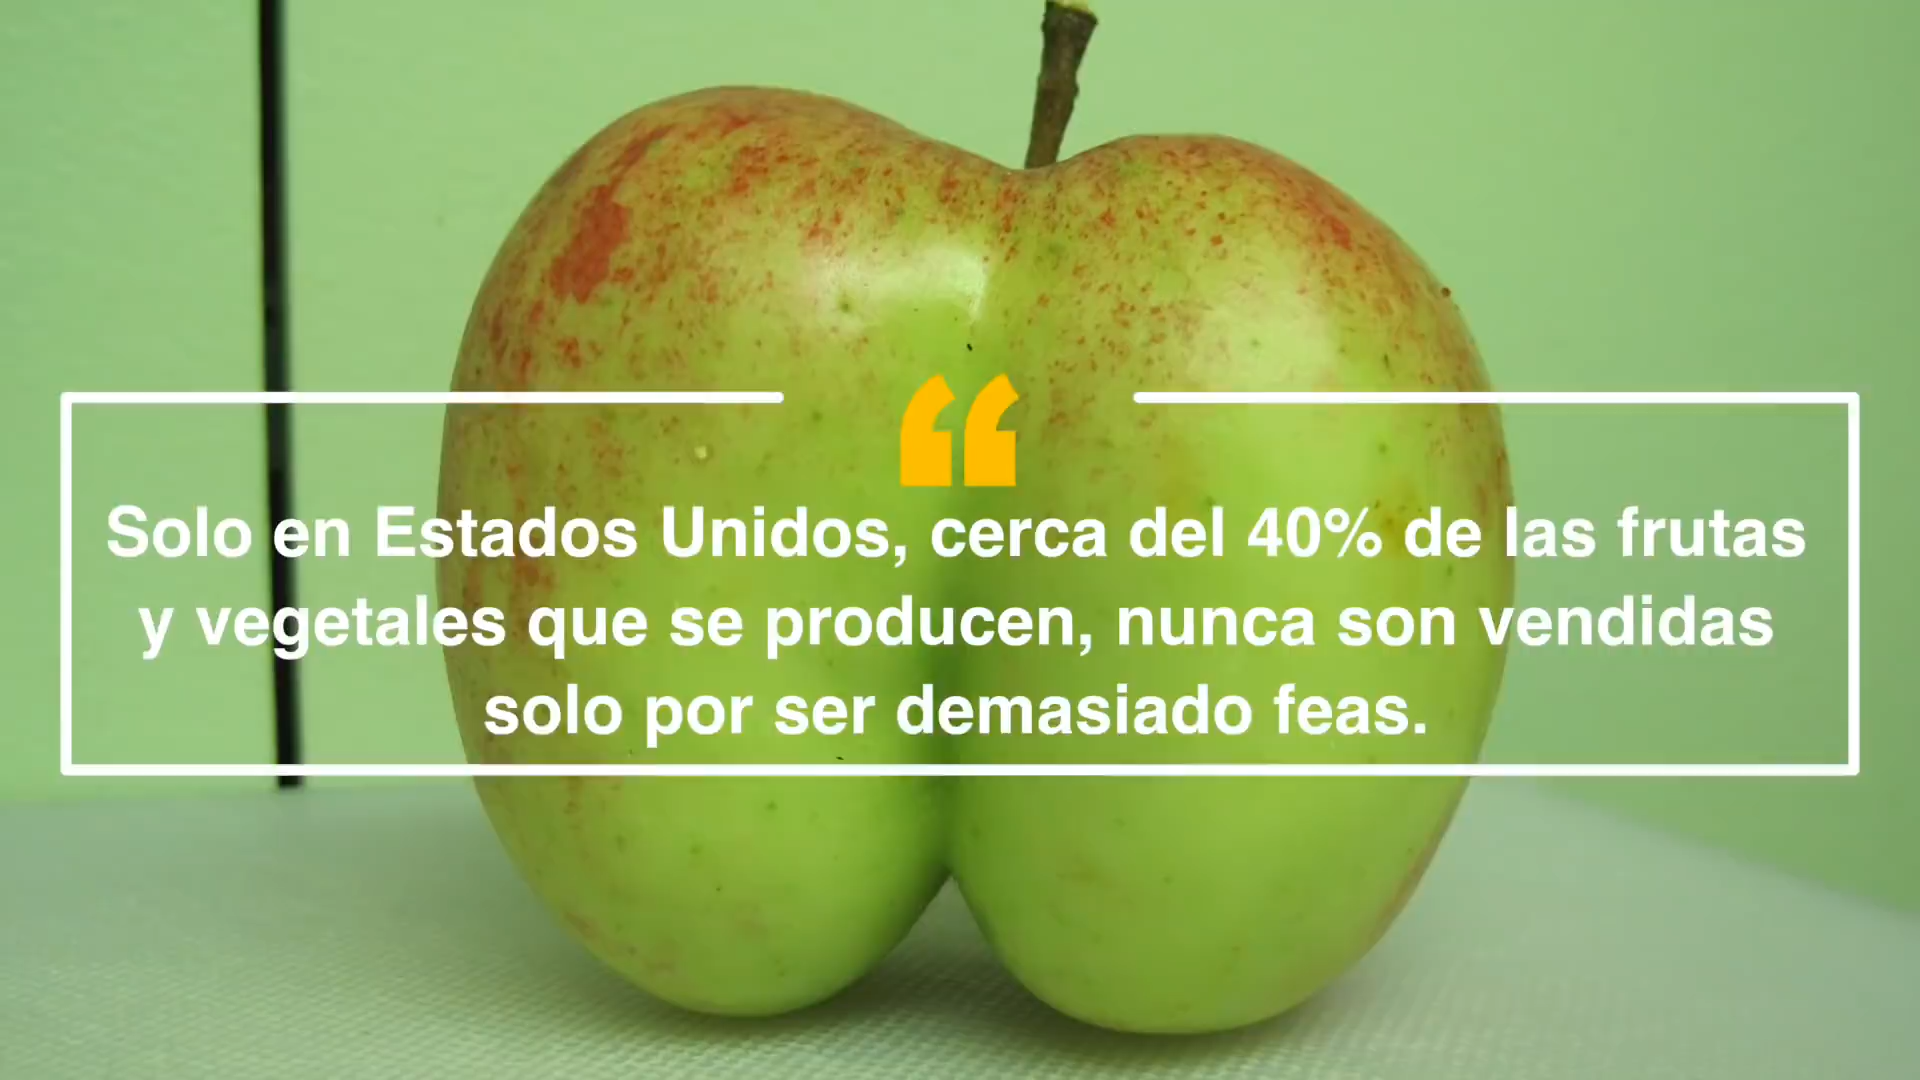 “
Solo en Estados Unidos, cerca del 40% de las frutas
y vegetales que se producen, nunca son vendidas
solo por ser demasiado feas.